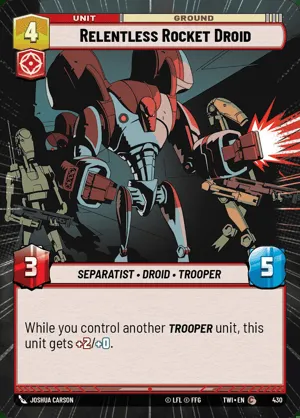 UNIT
GROUND
4
RELENTLESS ROCKET DROID
3
5
SEPARATIST • DROID • TROOPER
While you control another TROOPER unit, this
unit gets +2/+0.
JOSHUA CARSON
© LFL © FFG
TWI • EN
C
430